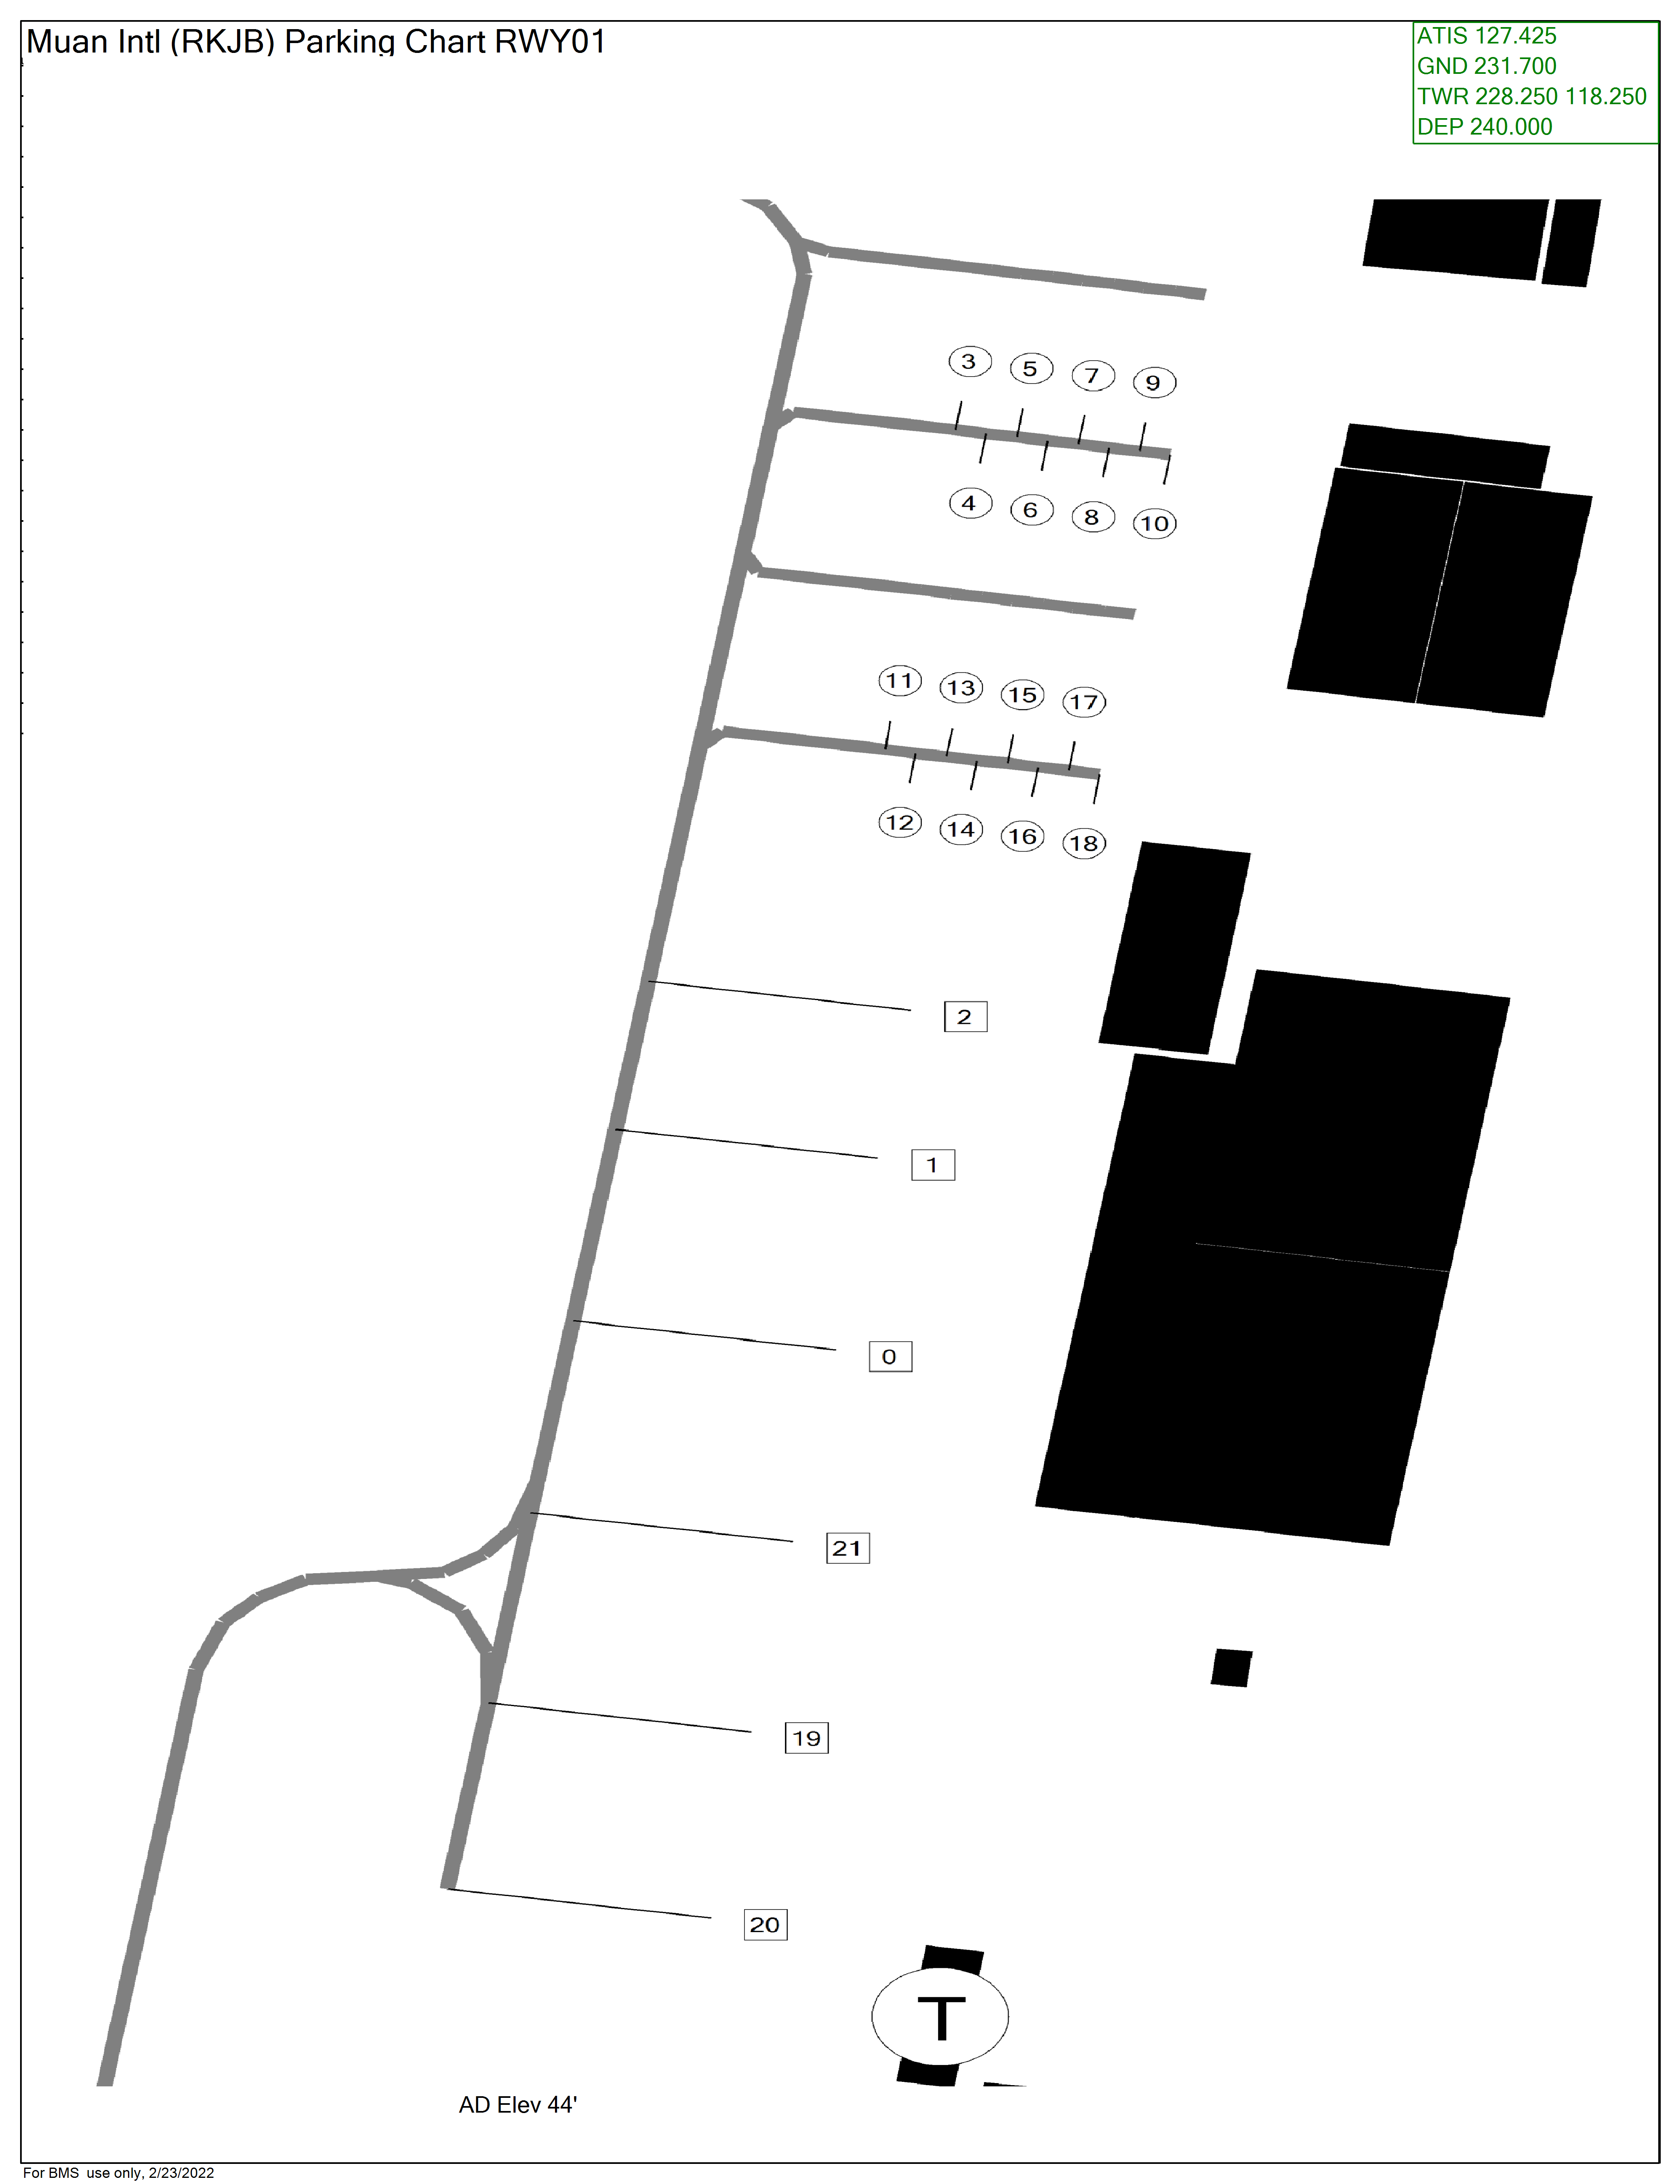 Muan Intl (RKJB) Parking Chart RWY01
ATIS 127.425
GND 231.700
TWR 228.250 118.250
DEP 240.000
3 5 7 9
4 6 8 10
11 13 15 17
12 14 16 18
2
1
0
21
19
20
T
AD Elev 44'
For BMS use only, 2/23/2022